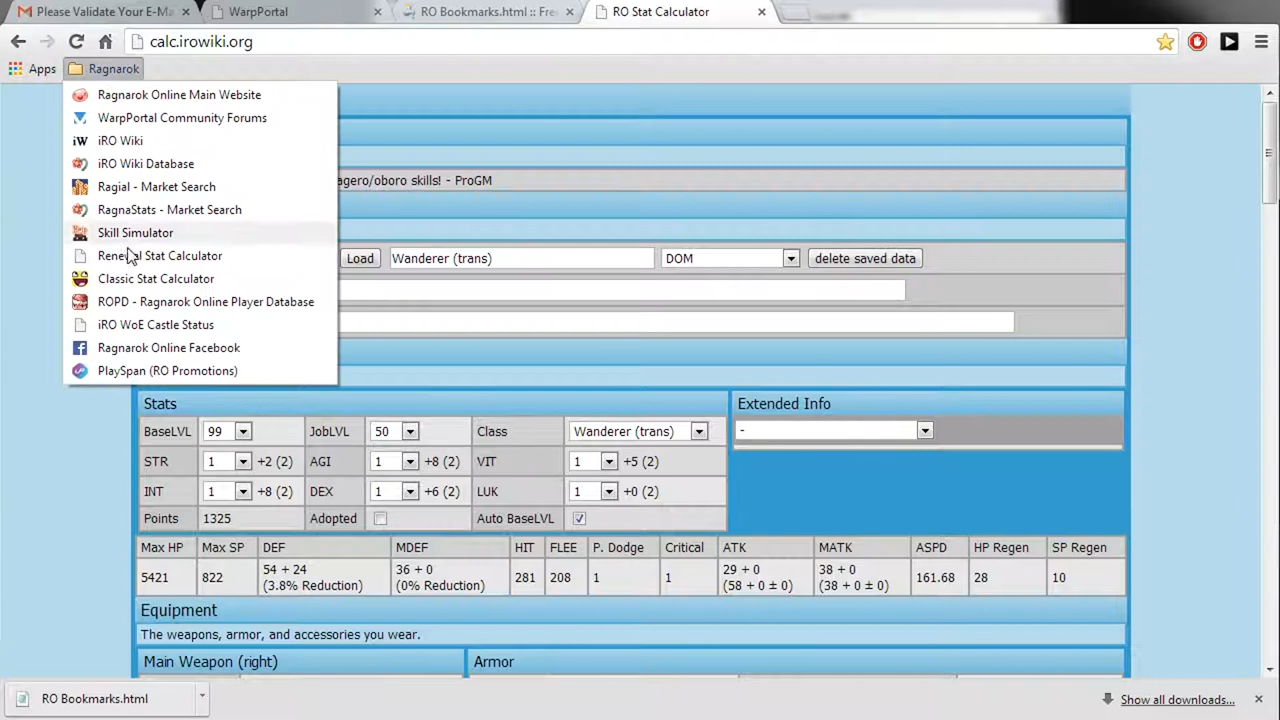 Please Validate Your E-Ma × WarpPortal × RO Bookmarks.html :: Fre × RO Stat Calculator ×
calc.irowiki.org
Apps Ragnarok
Ragnarok Online Main Website
WarpPortal Community Forums
iW iRO Wiki
iRO Wiki Database
Ragial - Market Search
agero/oboro skills! - ProGM
RagnaStats - Market Search
Skill Simulator
Renewal Stat Calculator
Load Wanderer (trans) DOM delete saved data
Classic Stat Calculator
ROPD - Ragnarok Online Player Database
iRO WoE Castle Status
Ragnarok Online Facebook
PlaySpan (RO Promotions)
Stats Extended Info
BaseLVL 99 JobLVL 50 Class Wanderer (trans) -
STR 1 +2 (2) AGI 1 +8 (2) VIT 1 +5 (2)
INT 1 +8 (2) DEX 1 +6 (2) LUK 1 +0 (2)
Points 1325 Adopted Auto BaseLVL
Max HP Max SP DEF MDEF HIT FLEE P. Dodge Critical ATK MATK ASPD HP Regen SP Regen
5421 822 54 + 24 (3.8% Reduction) 36 + 0 (0% Reduction) 281 208 1 1 29 + 0 (58 + 0 ± 0) 38 + 0 (38 + 0 ± 0) 161.68 28 10
Equipment
The weapons, armor, and accessories you wear.
Main Weapon (right) Armor
RO Bookmarks.html Show all downloads... ×